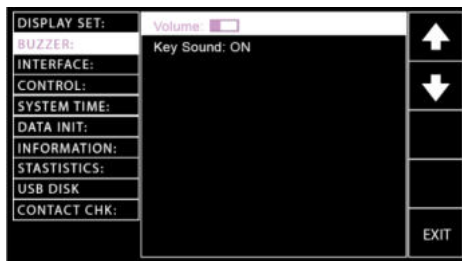 DISPLAY SET:
BUZZER:
INTERFACE:
CONTROL:
SYSTEM TIME:
DATA INIT:
INFORMATION:
STASTISTICS:
USB DISK
CONTACT CHK:
Volume:
Key Sound: ON
EXIT